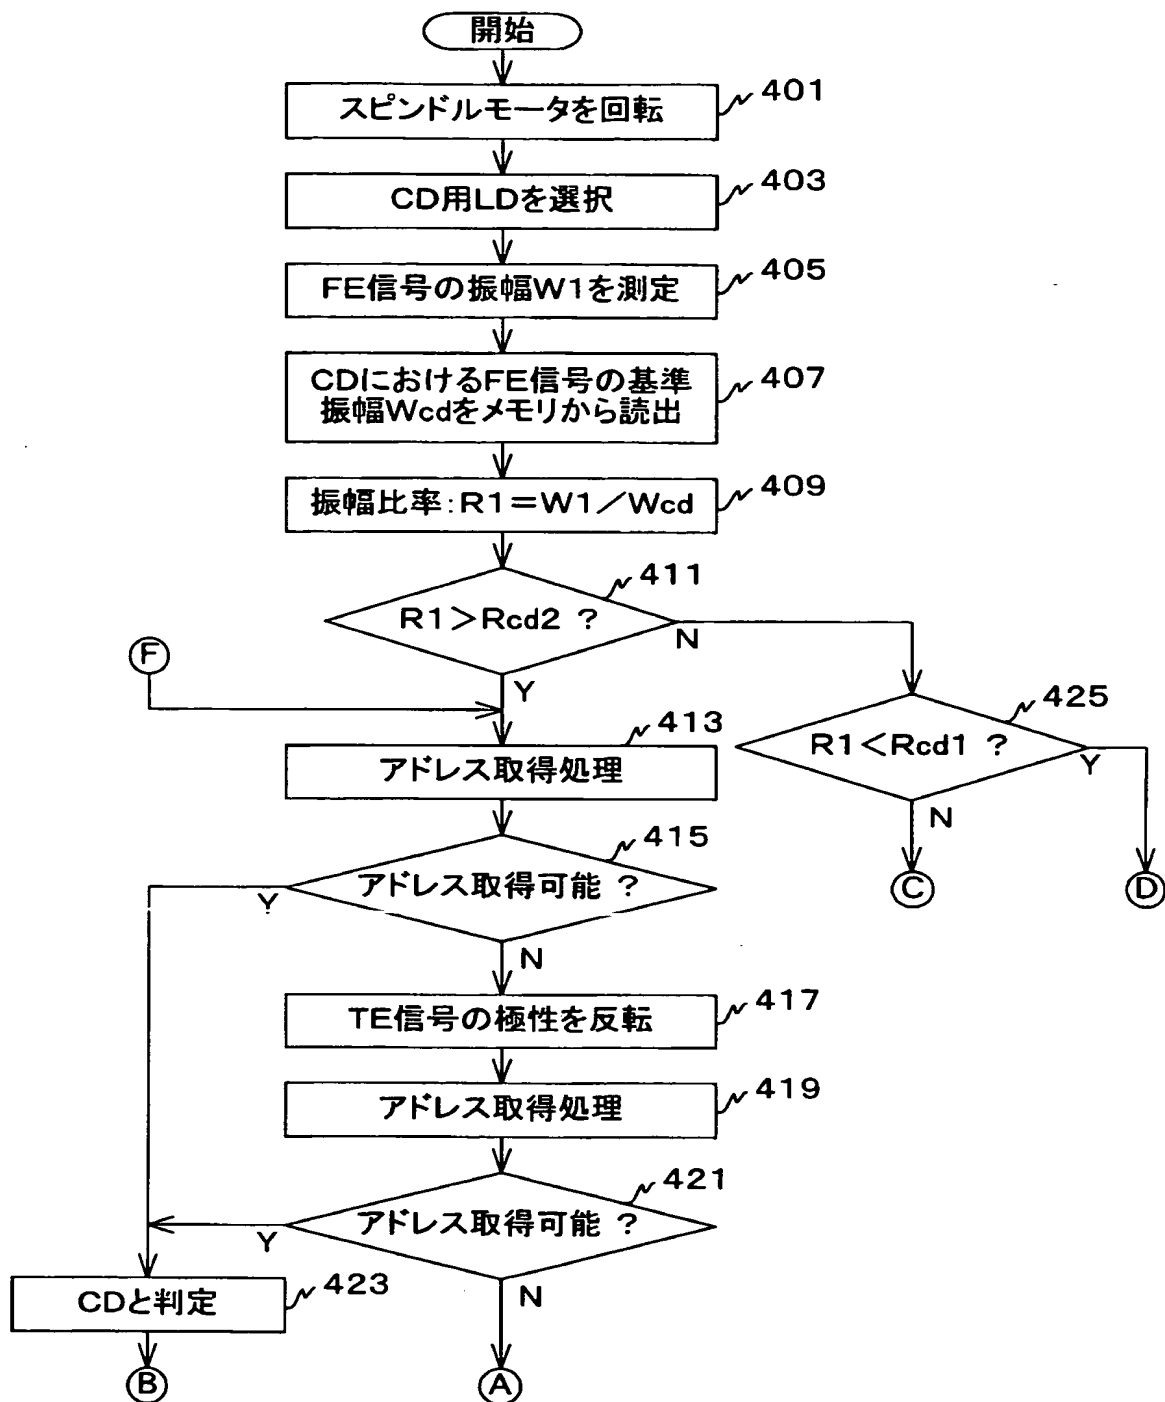 開始
スピンドルモータを回転
401
CD用LDを選択
403
FE信号の振幅W1を測定
405
CDにおけるFE信号の基準
振幅Wcdをメモリから読出
407
振幅比率:R1=W1/Wcd
409
R1>Rcd2 ?
411
N
Y
F
R1<Rcd1 ?
425
Y
N
C
D
アドレス取得処理
413
アドレス取得可能 ?
415
Y
N
TE信号の極性を反転
417
アドレス取得処理
419
アドレス取得可能 ?
421
Y
N
CDと判定
423
B
A